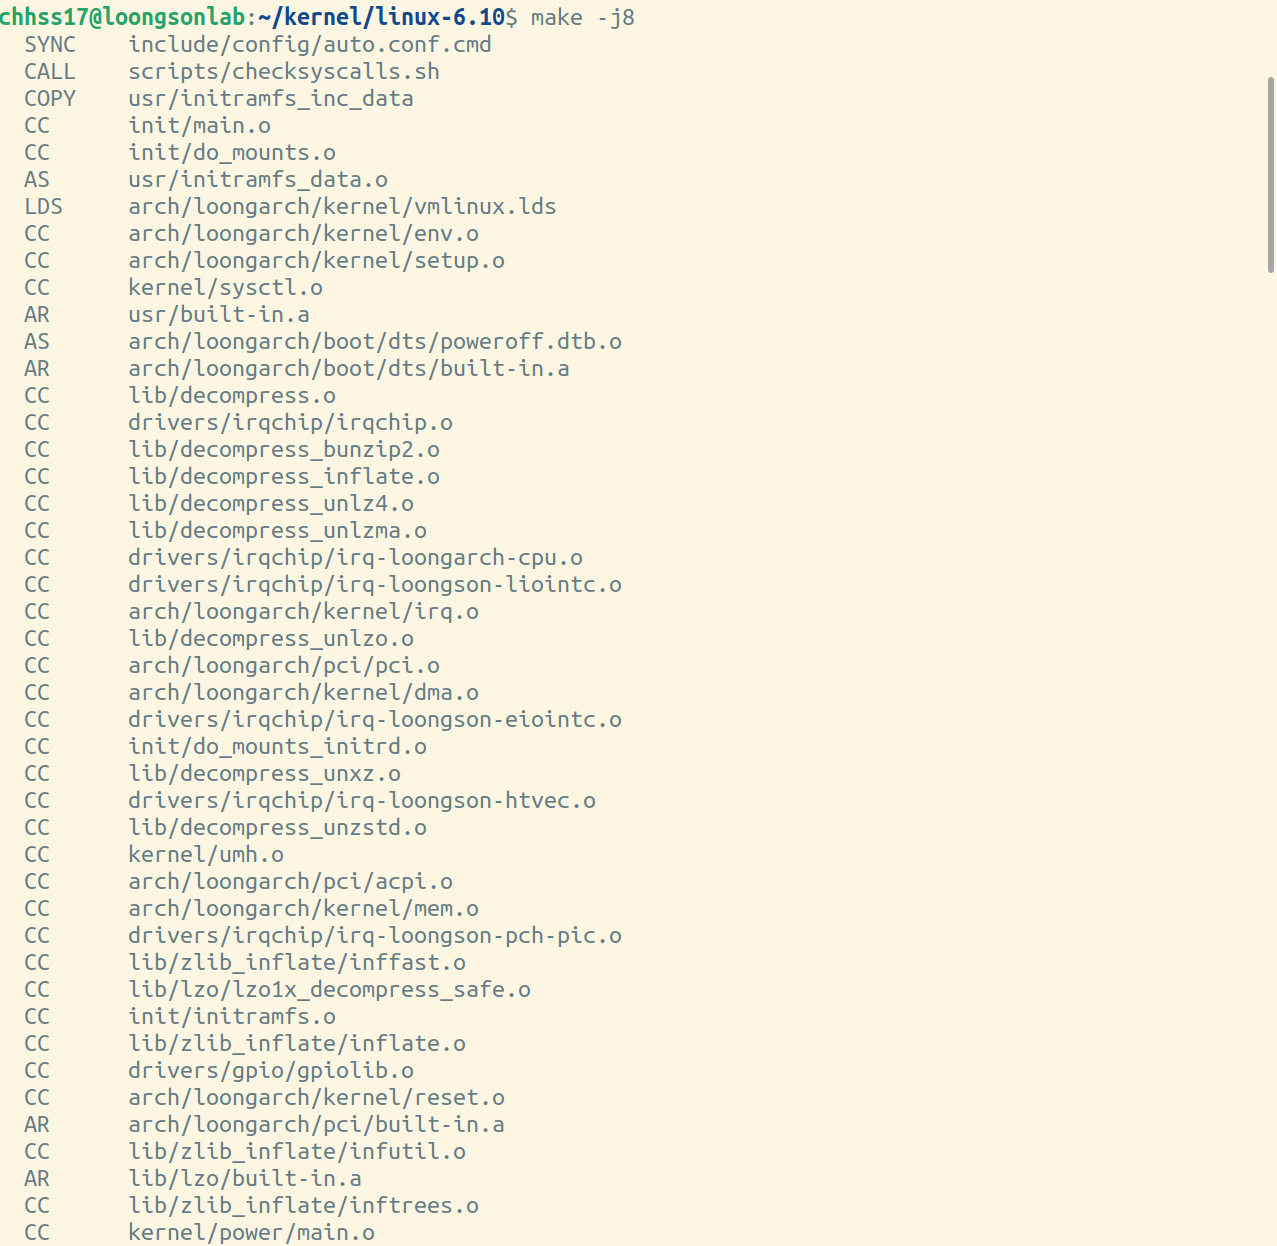 chhss17@loongsonlab:~/kernel/linux-6.10$ make -j8
  SYNC    include/config/auto.conf.cmd
  CALL    scripts/checksyscalls.sh
  COPY    usr/initramfs_inc_data
  CC      init/main.o
  CC      init/do_mounts.o
  AS      usr/initramfs_data.o
  LDS     arch/loongarch/kernel/vmlinux.lds
  CC      arch/loongarch/kernel/env.o
  CC      arch/loongarch/kernel/setup.o
  CC      kernel/sysctl.o
  AR      usr/built-in.a
  AS      arch/loongarch/boot/dts/poweroff.dtb.o
  AR      arch/loongarch/boot/dts/built-in.a
  CC      lib/decompress.o
  CC      drivers/irqchip/irqchip.o
  CC      lib/decompress_bunzip2.o
  CC      lib/decompress_inflate.o
  CC      lib/decompress_unlz4.o
  CC      lib/decompress_unlzma.o
  CC      drivers/irqchip/irq-loongarch-cpu.o
  CC      drivers/irqchip/irq-loongson-liointc.o
  CC      arch/loongarch/kernel/irq.o
  CC      lib/decompress_unlzo.o
  CC      arch/loongarch/pci/pci.o
  CC      arch/loongarch/kernel/dma.o
  CC      drivers/irqchip/irq-loongson-eiointc.o
  CC      init/do_mounts_initrd.o
  CC      lib/decompress_unxz.o
  CC      drivers/irqchip/irq-loongson-htvec.o
  CC      lib/decompress_unzstd.o
  CC      kernel/umh.o
  CC      arch/loongarch/pci/acpi.o
  CC      arch/loongarch/kernel/mem.o
  CC      drivers/irqchip/irq-loongson-pch-pic.o
  CC      lib/zlib_inflate/inffast.o
  CC      lib/lzo/lzo1x_decompress_safe.o
  CC      init/initramfs.o
  CC      lib/zlib_inflate/inflate.o
  CC      drivers/gpio/gpiolib.o
  CC      arch/loongarch/kernel/reset.o
  AR      arch/loongarch/pci/built-in.a
  CC      lib/zlib_inflate/infutil.o
  AR      lib/lzo/built-in.a
  CC      lib/zlib_inflate/inftrees.o
  CC      kernel/power/main.o